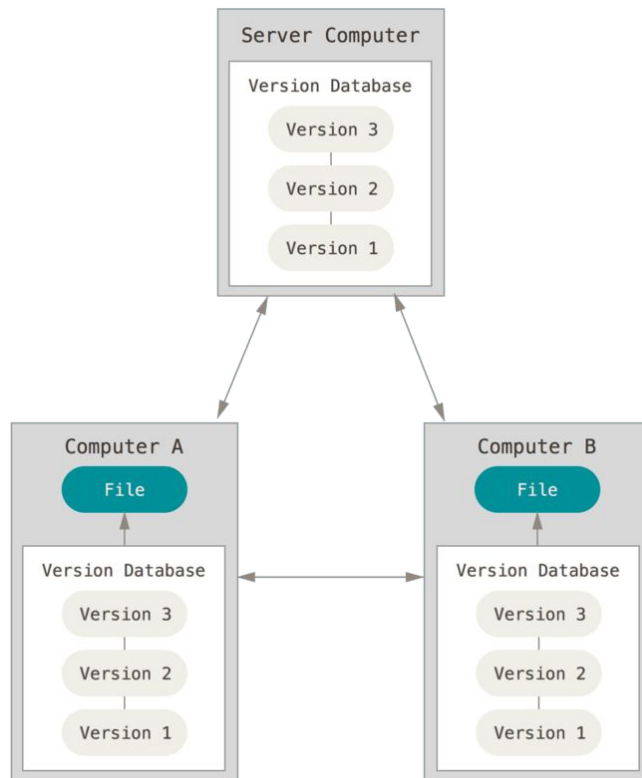 Server Computer
Version Database
Version 3
Version 2
Version 1
Computer A
File
Version Database
Version 3
Version 2
Version 1
Computer B
File
Version Database
Version 3
Version 2
Version 1